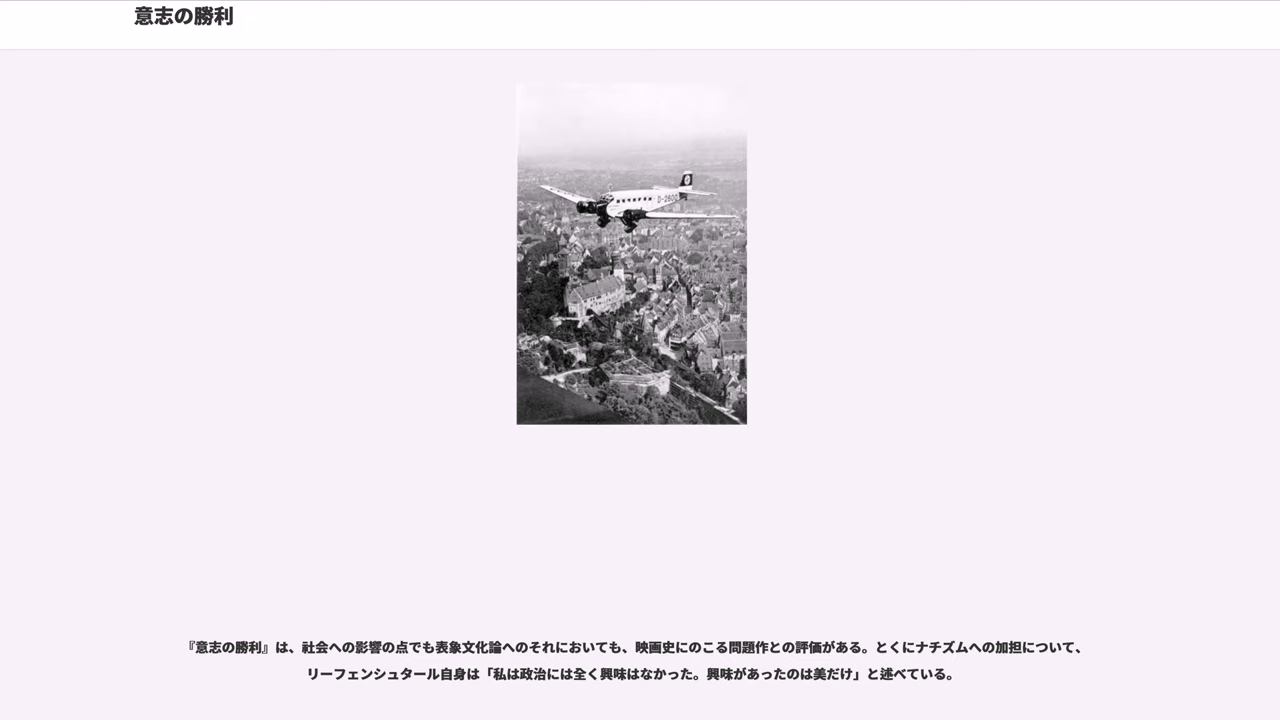 意志の勝利
D-2600
『意志の勝利』は、社会への影響の点でも表象文化論へのそれにおいても、映画史にのこる問題作との評価がある。とくにナチズムへの加担について、
リーフェンシュタール自身は「私は政治には全く興味はなかった。興味があったのは美だけ」と述べている。